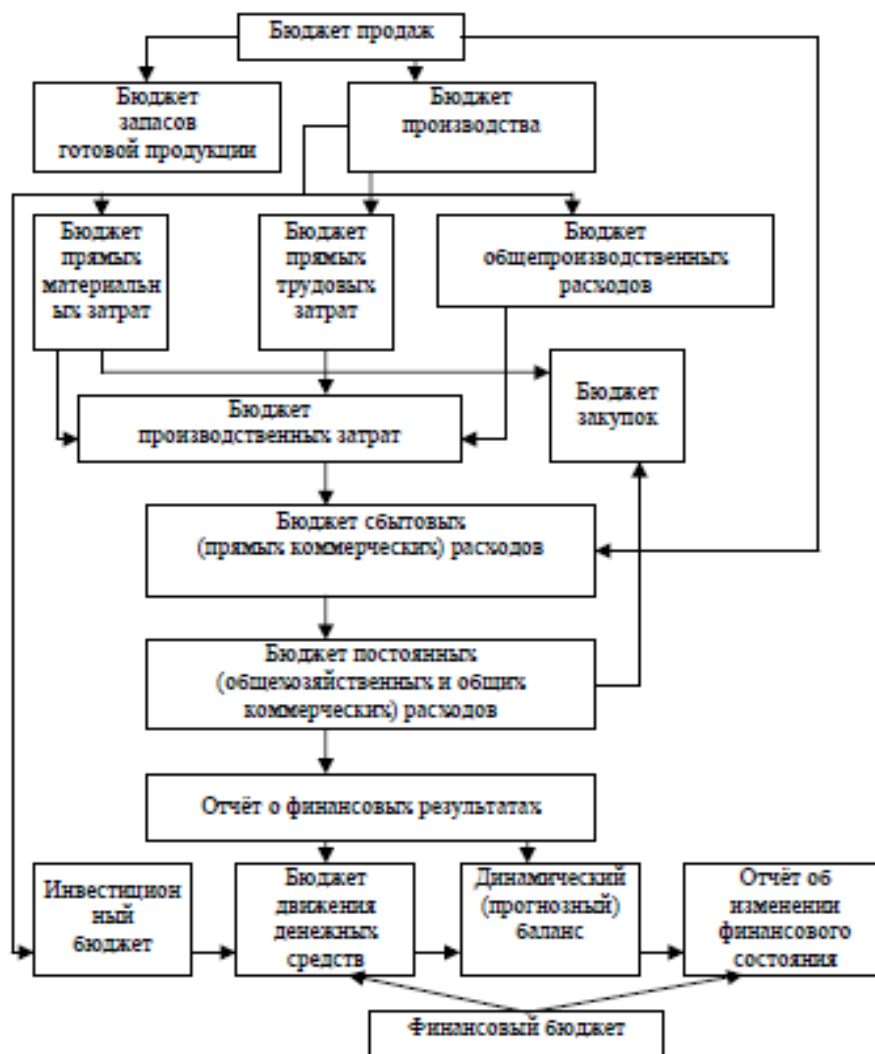 Бюджет продаж
Бюджет
запасов
готовой продукции
Бюджет
производства
Бюджет
прямых
материальн
ых затрат
Бюджет
прямых
трудовых
затрат
Бюджет
общепроизводственных
расходов
Бюджет
закупок
Бюджет
производственных затрат
Бюджет сбытовых
(прямых коммерческих) расходов
Бюджет постоянных
(общехозяйственных и общих
коммерческих) расходов
Отчёт о финансовых результатах
Инвестицион
ный
бюджет
Бюджет
движения
денежных
средств
Динамический
(прогнозный)
баланс
Отчёт об
изменении
финансового
состояния
Финансовый бюджет